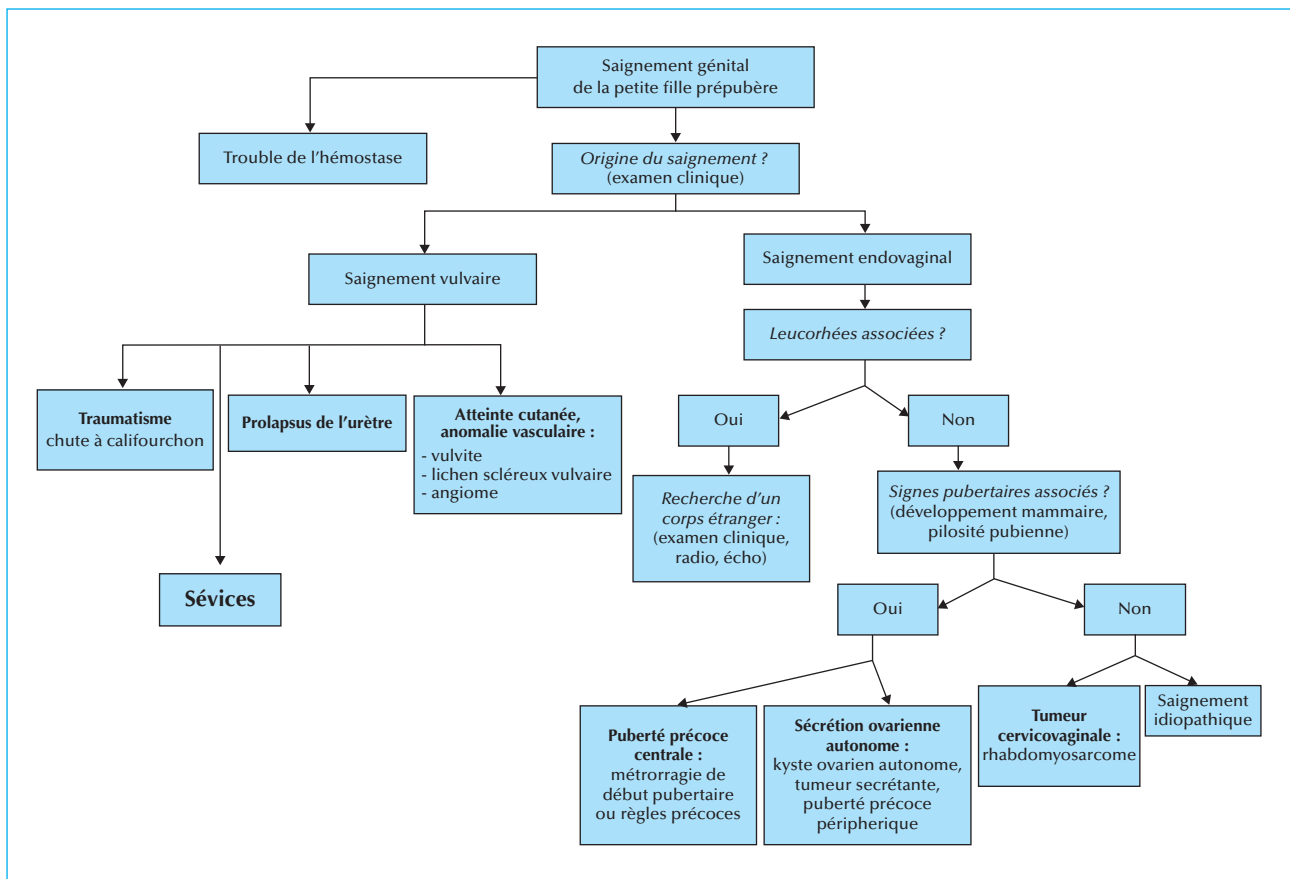 Saignement génital
de la petite fille prépubère
Trouble de l'hémostase
Origine du saignement ?
(examen clinique)
Saignement vulvaire
Saignement endovaginal
Leucorhées associées ?
Traumatisme
chute à califourchon
Prolapsus de l'urètre
Atteinte cutanée,
anomalie vasculaire :
- vulvite
- lichen scléreux vulvaire
- angiome
Oui
Non
Recherche d'un
corps étranger :
(examen clinique,
radio, écho)
Signes pubertaires associés ?
(développement mammaire,
pilosité pubienne)
Sévices
Oui
Non
Puberté précoce
centrale :
métrorragie de
début pubertaire
ou règles précoces
Sécrétion ovarienne
autonome :
kyste ovarien autonome,
tumeur secrétante,
puberté précoce
péripherique
Tumeur
cervicovaginale :
rhabdomyosarcome
Saignement
idiopathique